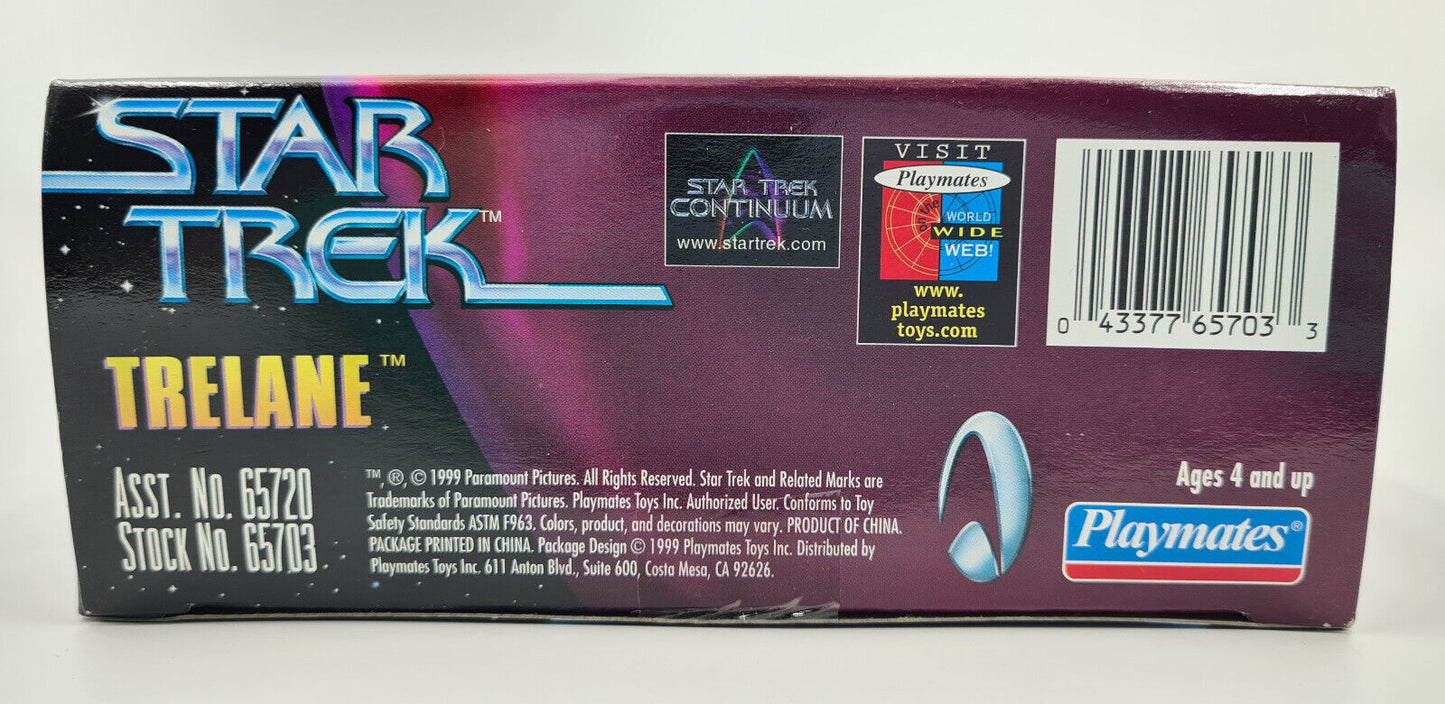 STAR
TREK™
TRELANE™
ASST. NO. 65720
STOCK NO. 65703
™, ®, © 1999 Paramount Pictures. All Rights Reserved. Star Trek and Related Marks are
Trademarks of Paramount Pictures. Playmates Toys Inc. Authorized User. Conforms to Toy
Safety Standards ASTM F963. Colors, product, and decorations may vary. PRODUCT OF CHINA.
PACKAGE PRINTED IN CHINA. Package Design © 1999 Playmates Toys Inc. Distributed by
Playmates Toys Inc. 611 Anton Blvd., Suite 600, Costa Mesa, CA 92626.
STAR TREK
CONTINUUM
www.startrek.com
VISIT
Playmates
on the
WORLD
WIDE
WEB!
www.
playmates
toys.com
0 43377 65703 3
Ages 4 and up
Playmates®